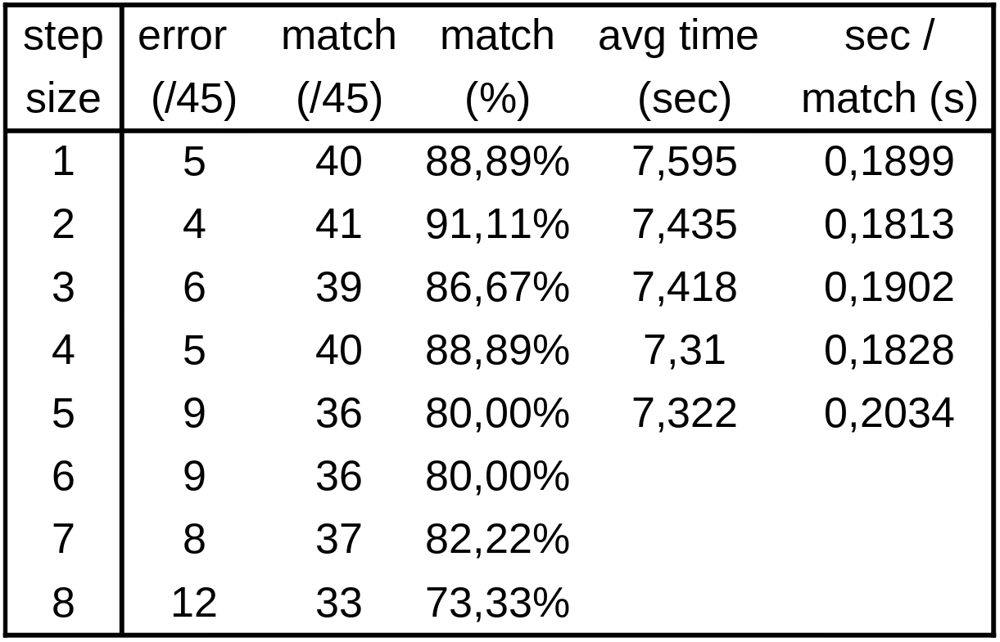 step error match match avg time sec /
size (/45) (/45) (%) (sec) match (s)
1 5 40 88,89% 7,595 0,1899
2 4 41 91,11% 7,435 0,1813
3 6 39 86,67% 7,418 0,1902
4 5 40 88,89% 7,31 0,1828
5 9 36 80,00% 7,322 0,2034
6 9 36 80,00%
7 8 37 82,22%
8 12 33 73,33%